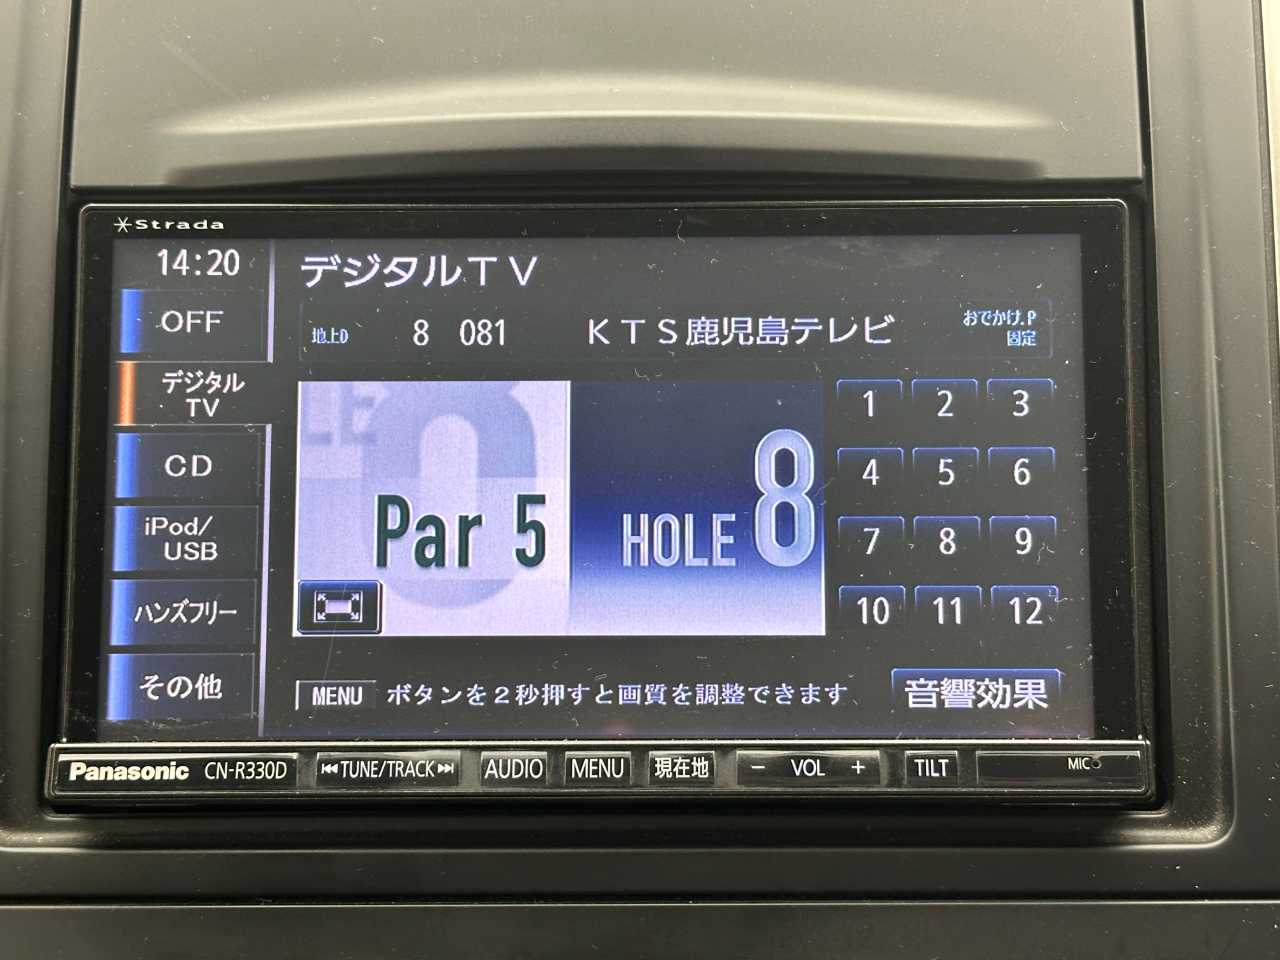 Strada
14:20
デジタルTV
OFF
地上D 8 081 KTS鹿児島テレビ おでかけ.P
固定
デジタル
TV
CD
iPod/
USB
ハンズフリー
その他
LE
Par 5
HOLE 8
1 2 3
4 5 6
7 8 9
10 11 12
MENU ボタンを2秒押すと画質を調整できます
音響効果
Panasonic CN-R330D TUNE/TRACK AUDIO MENU 現在地 - VOL + TILT MIC